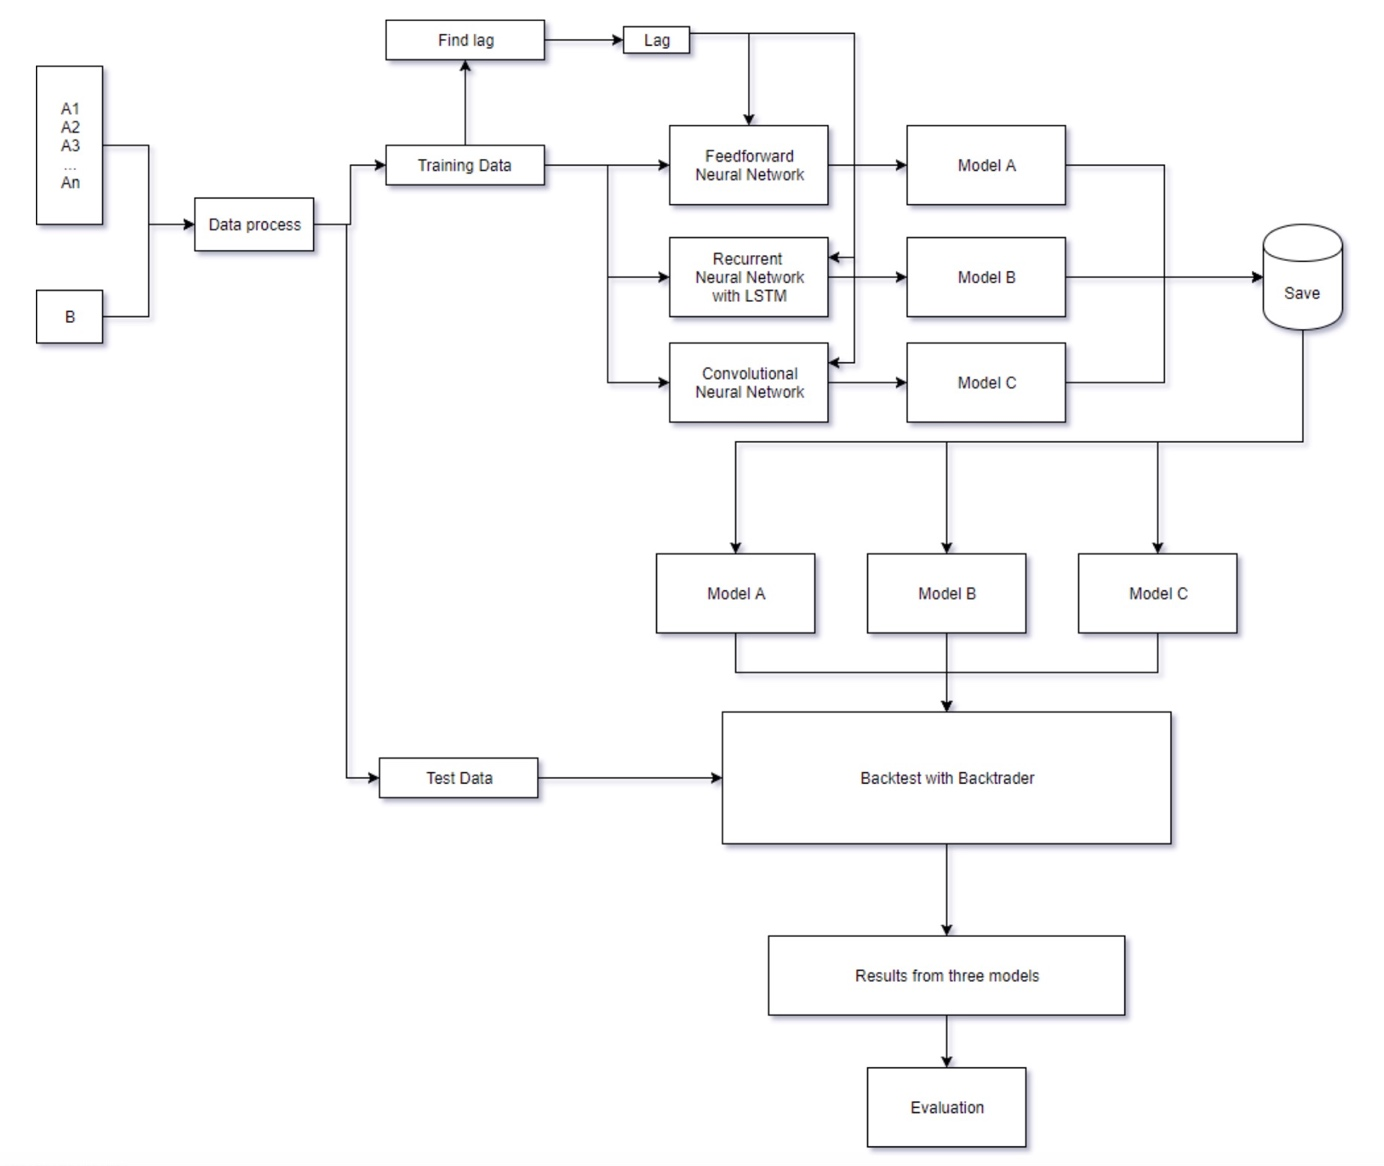 Find lag
Lag
A1
A2
A3
...
An
Training Data
Feedforward
Neural Network
Model A
Data process
Recurrent
Neural Network
with LSTM
Model B
Save
B
Convolutional
Neural Network
Model C
Model A
Model B
Model C
Test Data
Backtest with Backtrader
Results from three models
Evaluation